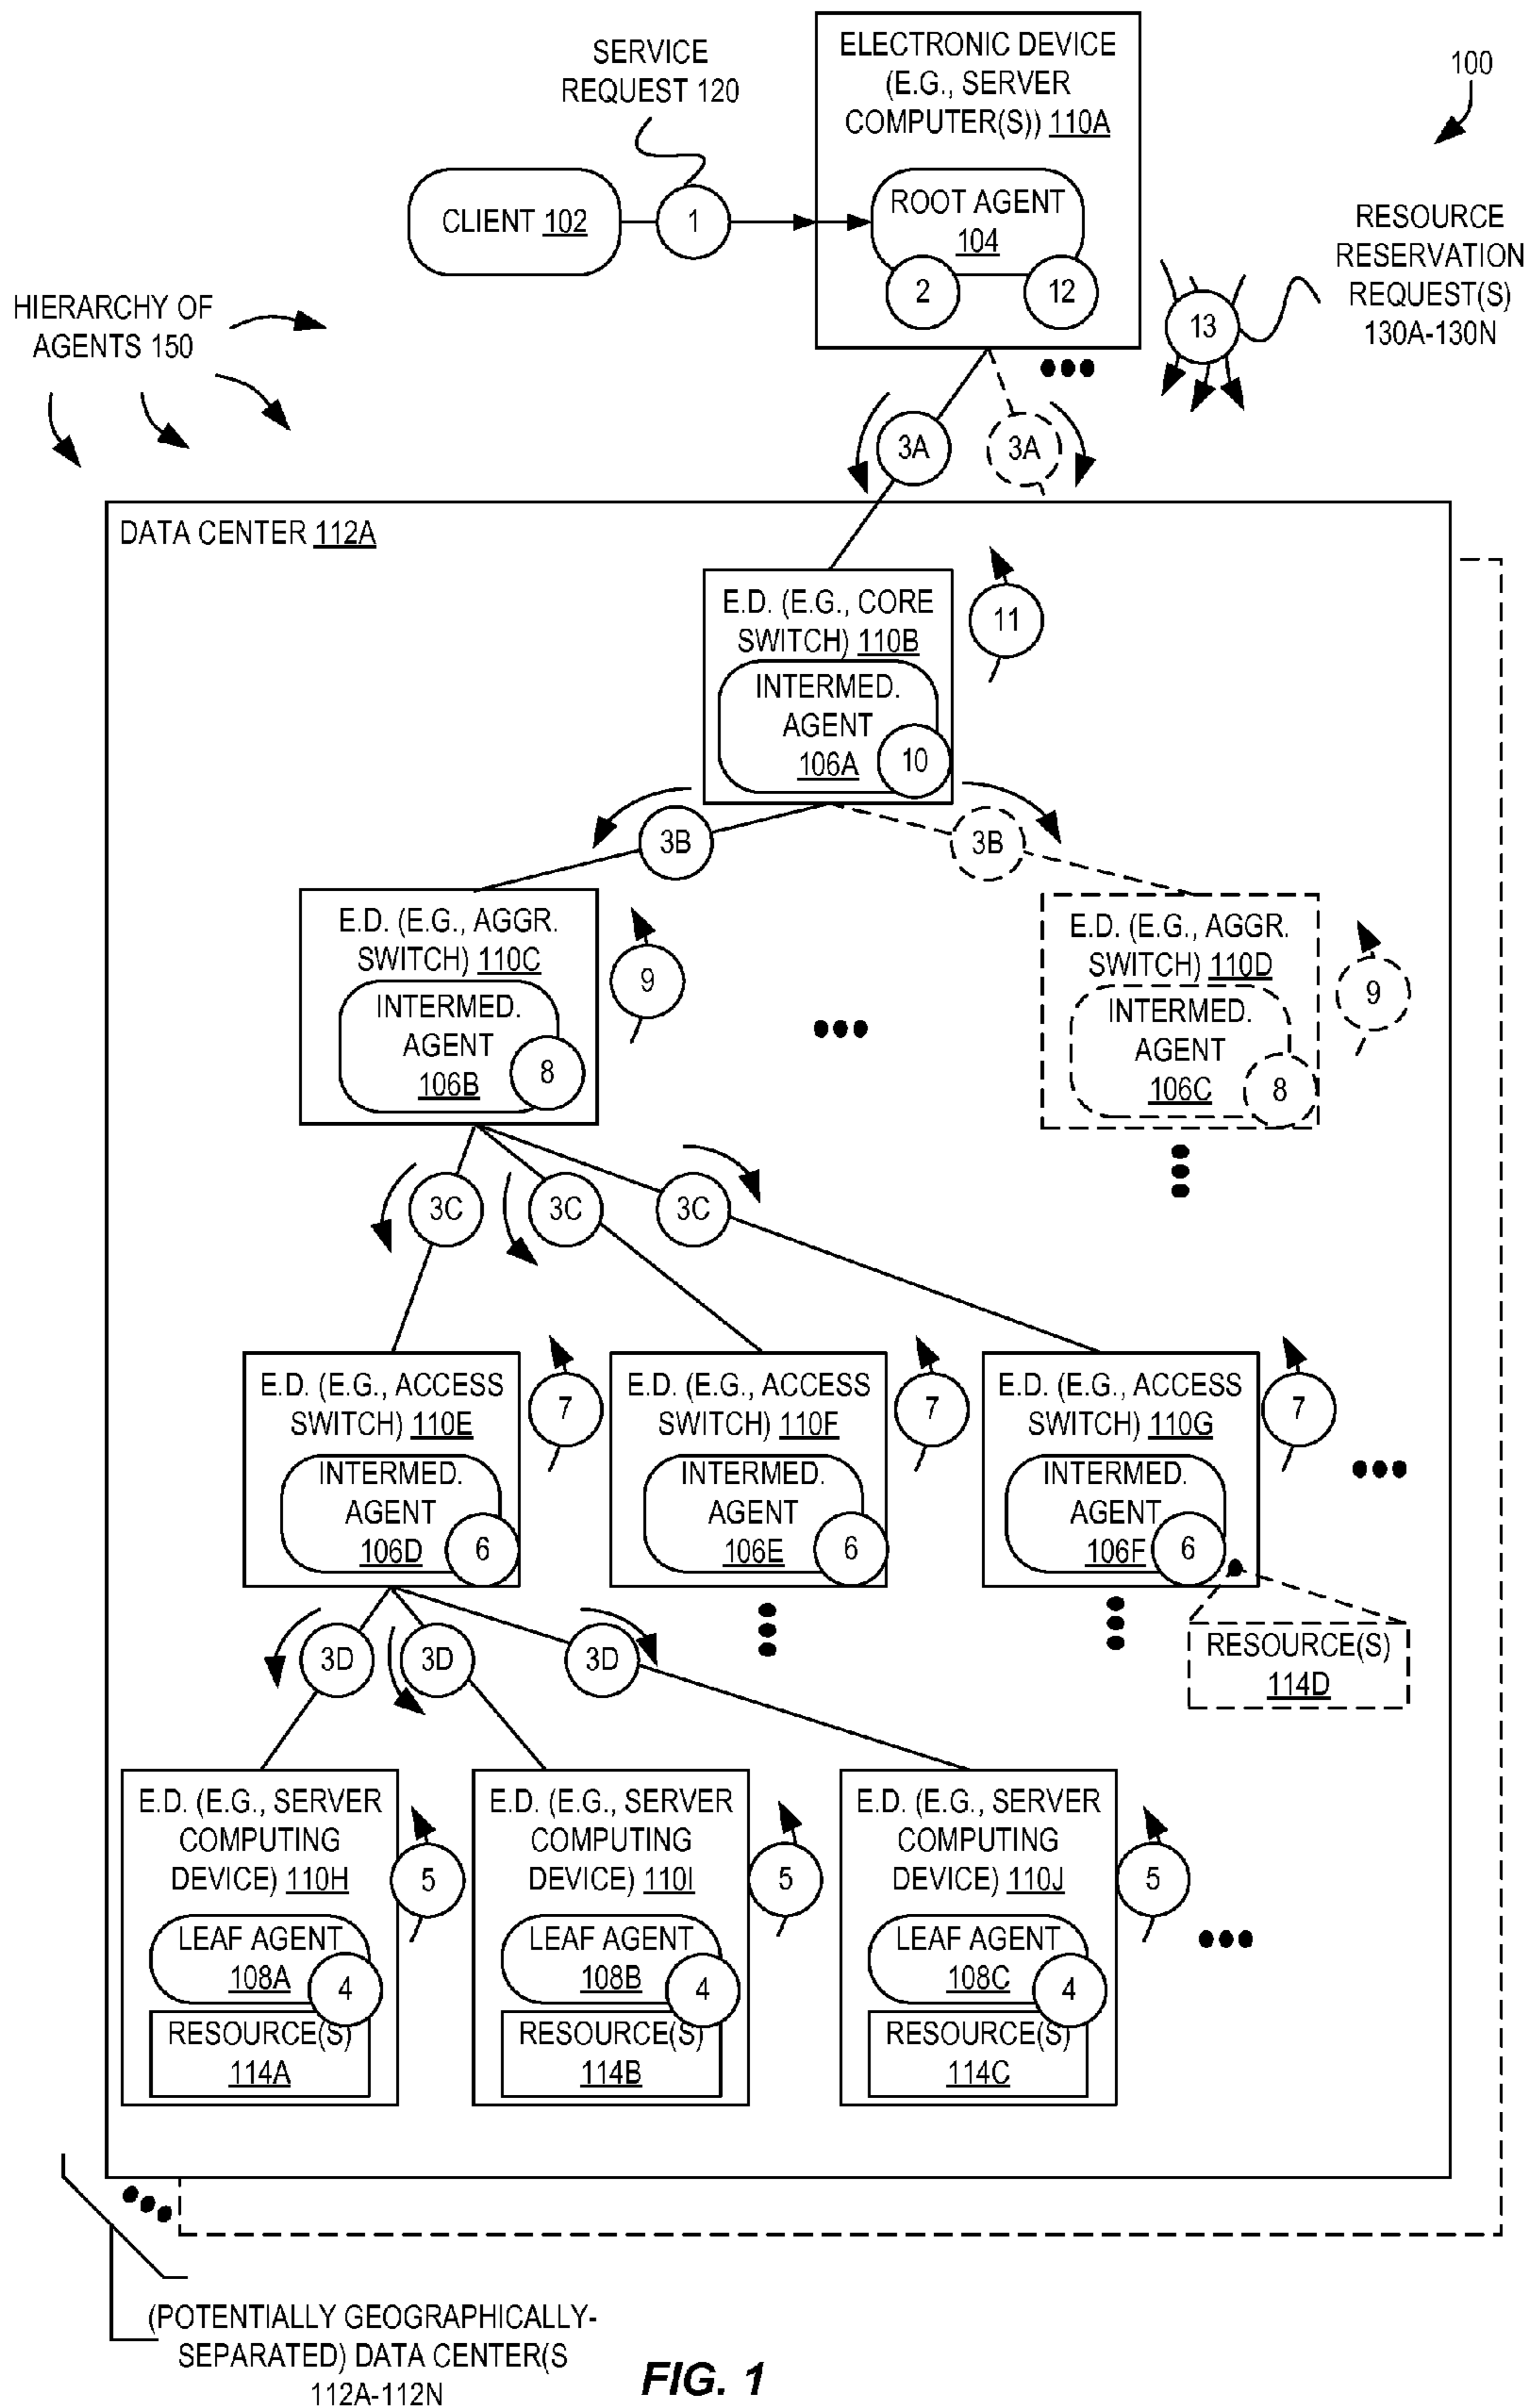 SERVICE
REQUEST 120
ELECTRONIC DEVICE
(E.G., SERVER
COMPUTER(S)) 110A
100
CLIENT 102
1
ROOT AGENT
104
2
12
RESOURCE
RESERVATION
REQUEST(S)
130A-130N
13
HIERARCHY OF
AGENTS 150
3A
3A
DATA CENTER 112A
E.D. (E.G., CORE
SWITCH) 110B
INTERMED.
AGENT
106A
10
11
3B
3B
E.D. (E.G., AGGR.
SWITCH) 110C
INTERMED.
AGENT
106B
8
9
E.D. (E.G., AGGR.
SWITCH) 110D
INTERMED.
AGENT
106C
8
9
3C
3C
3C
E.D. (E.G., ACCESS
SWITCH) 110E
INTERMED.
AGENT
106D
6
7
E.D. (E.G., ACCESS
SWITCH) 110F
INTERMED.
AGENT
106E
6
7
E.D. (E.G., ACCESS
SWITCH) 110G
INTERMED.
AGENT
106F
6
7
RESOURCE(S)
114D
3D
3D
3D
E.D. (E.G., SERVER
COMPUTING
DEVICE) 110H
LEAF AGENT
108A
4
RESOURCE(S)
114A
5
E.D. (E.G., SERVER
COMPUTING
DEVICE) 110I
LEAF AGENT
108B
4
RESOURCE(S)
114B
5
E.D. (E.G., SERVER
COMPUTING
DEVICE) 110J
LEAF AGENT
108C
4
RESOURCE(S)
114C
5
(POTENTIALLY GEOGRAPHICALLY-
SEPARATED) DATA CENTER(S
112A-112N
FIG. 1